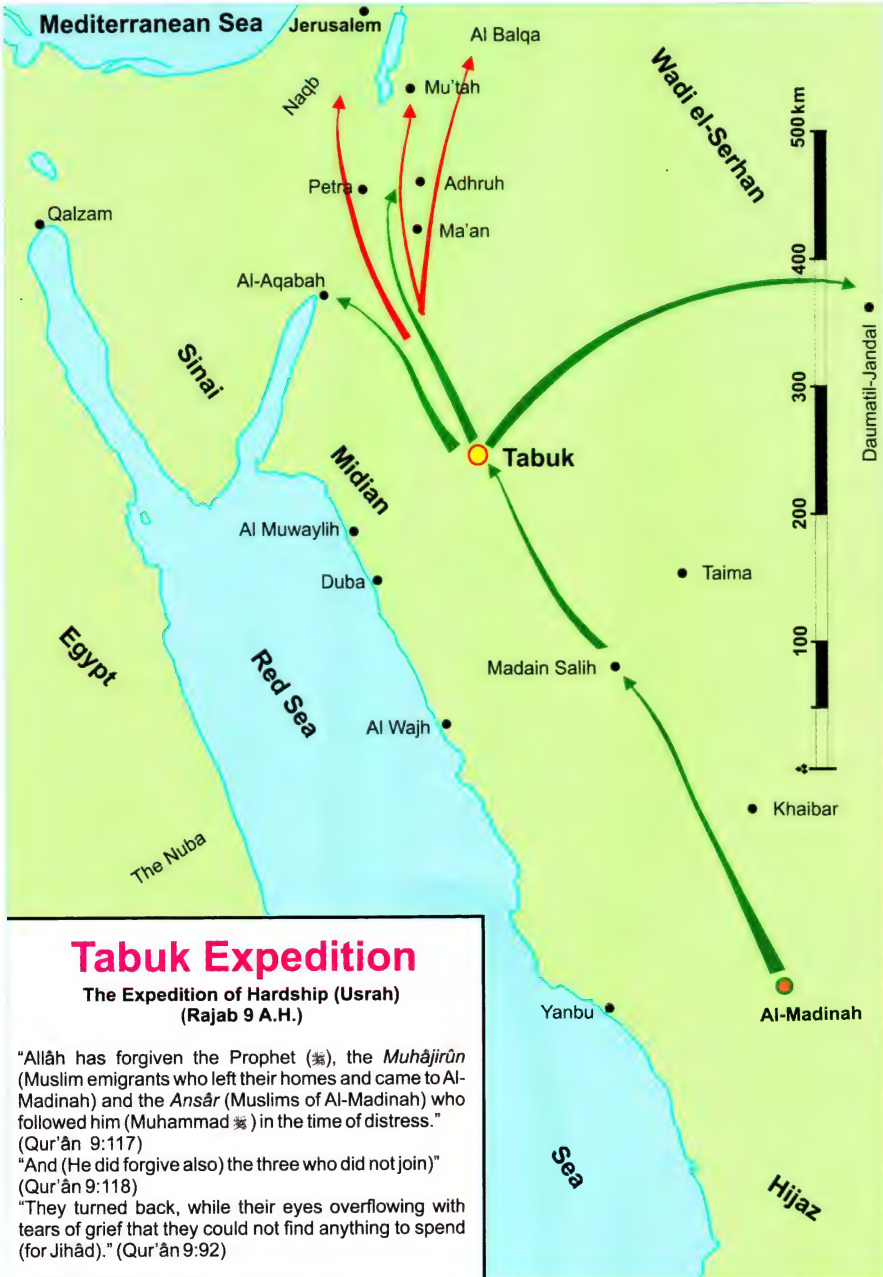 Mediterranean Sea
Jerusalem
Al Balqa
Naqb
Mu'tah
Wadi el-Serhan
500 km
Petra
Adhruh
Qalzam
Ma'an
400
Al-Aqabah
Sinai
300
Daumatil-Jandal
Tabuk
Midian
200
Al Muwaylih
Duba
Taima
Egypt
100
Madain Salih
Red Sea
Al Wajh
Khaibar
The Nuba
Al-Madinah
Yanbu
Sea
Hijaz
Tabuk Expedition
The Expedition of Hardship (Usrah)
(Rajab 9 A.H.)
“Allâh has forgiven the Prophet (ﷺ), the Muhâjirûn
(Muslim emigrants who left their homes and came to Al-
Madinah) and the Ansâr (Muslims of Al-Madinah) who
followed him (Muhammad ﷺ) in the time of distress.”
(Qur'ân 9:117)
“And (He did forgive also) the three who did not join)”
(Qur'ân 9:118)
“They turned back, while their eyes overflowing with
tears of grief that they could not find anything to spend
(for Jihâd).” (Qur'ân 9:92)